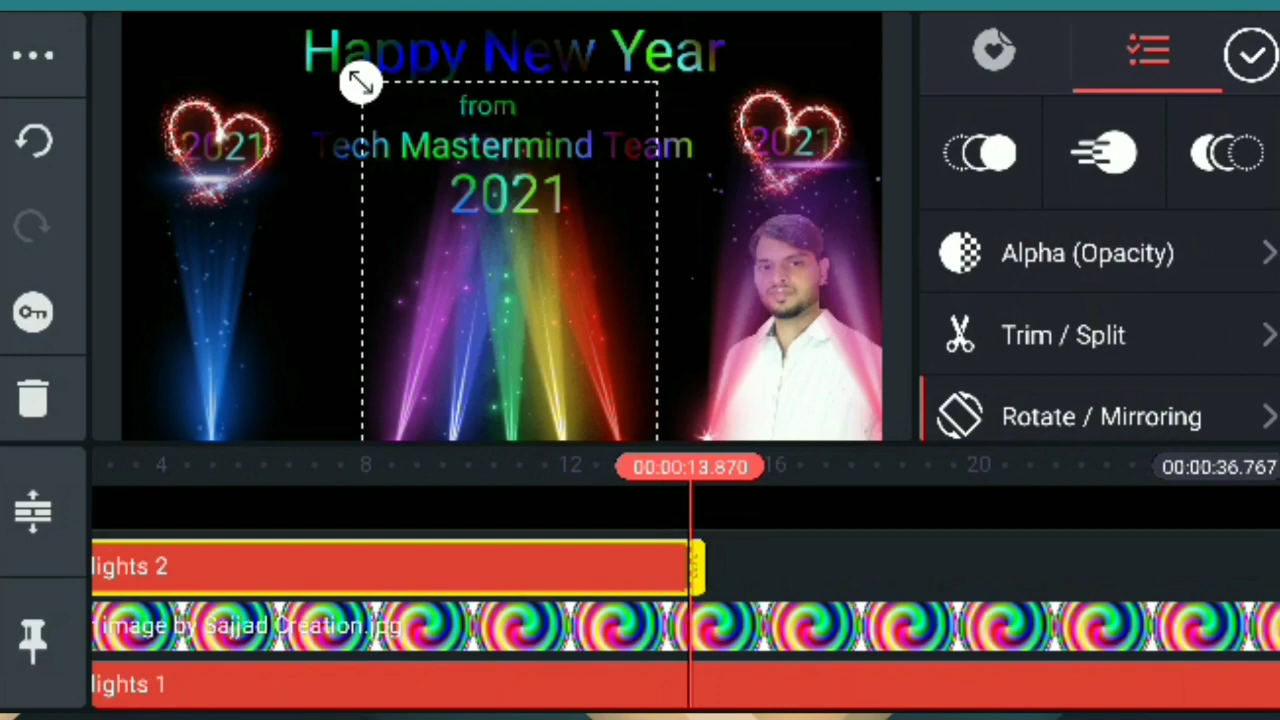 Happy New Year
from
2021
2021
Tech Mastermind Team
2021
Alpha (Opacity)
Trim / Split
Rotate / Mirroring
4
8
12
00:00:13.870
16
20
00:00:36.767
lights 2
image by Sajjad Creation.jpg
lights 1